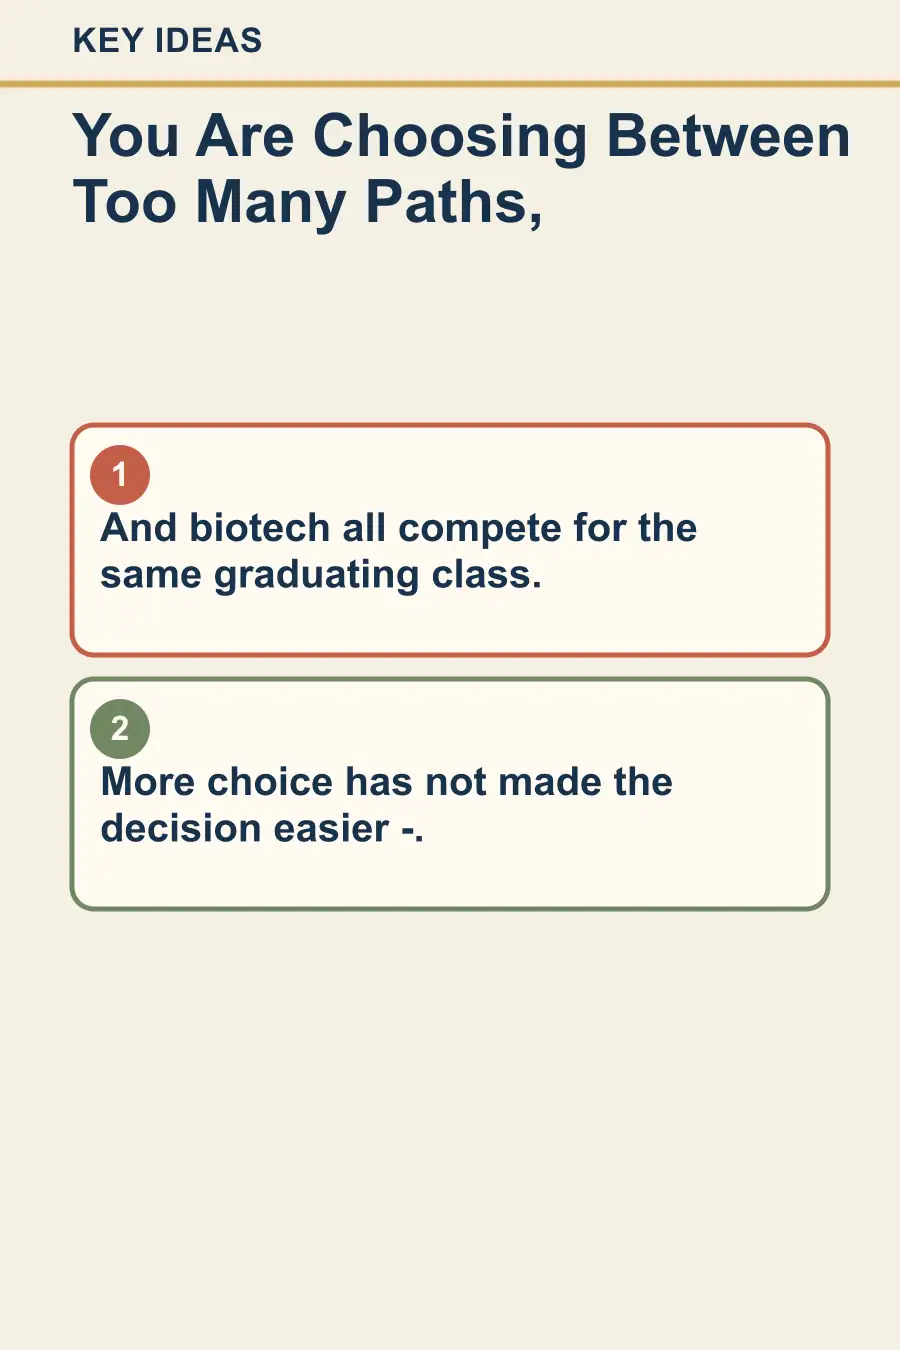 KEY IDEAS
You Are Choosing Between
Too Many Paths,
1
And biotech all compete for the
same graduating class.
2
More choice has not made the
decision easier -.